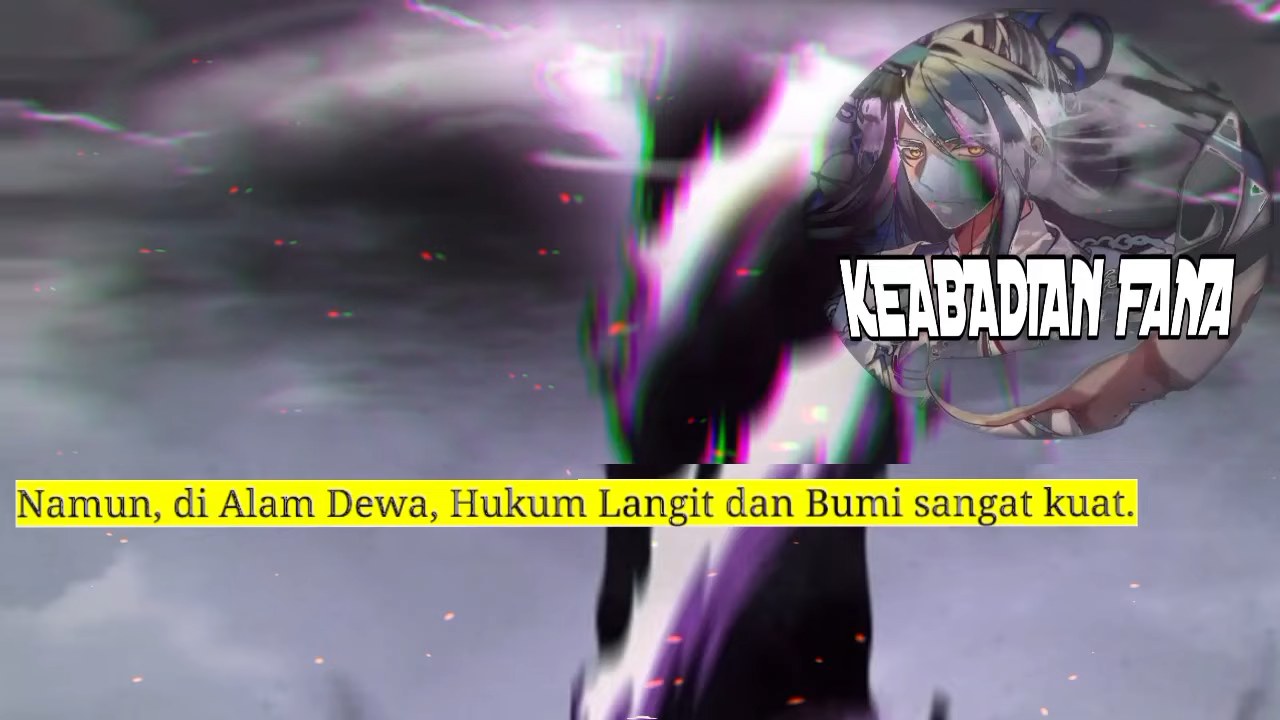 KEABADIAN FANA
Namun, di Alam Dewa, Hukum Langit dan Bumi sangat kuat.